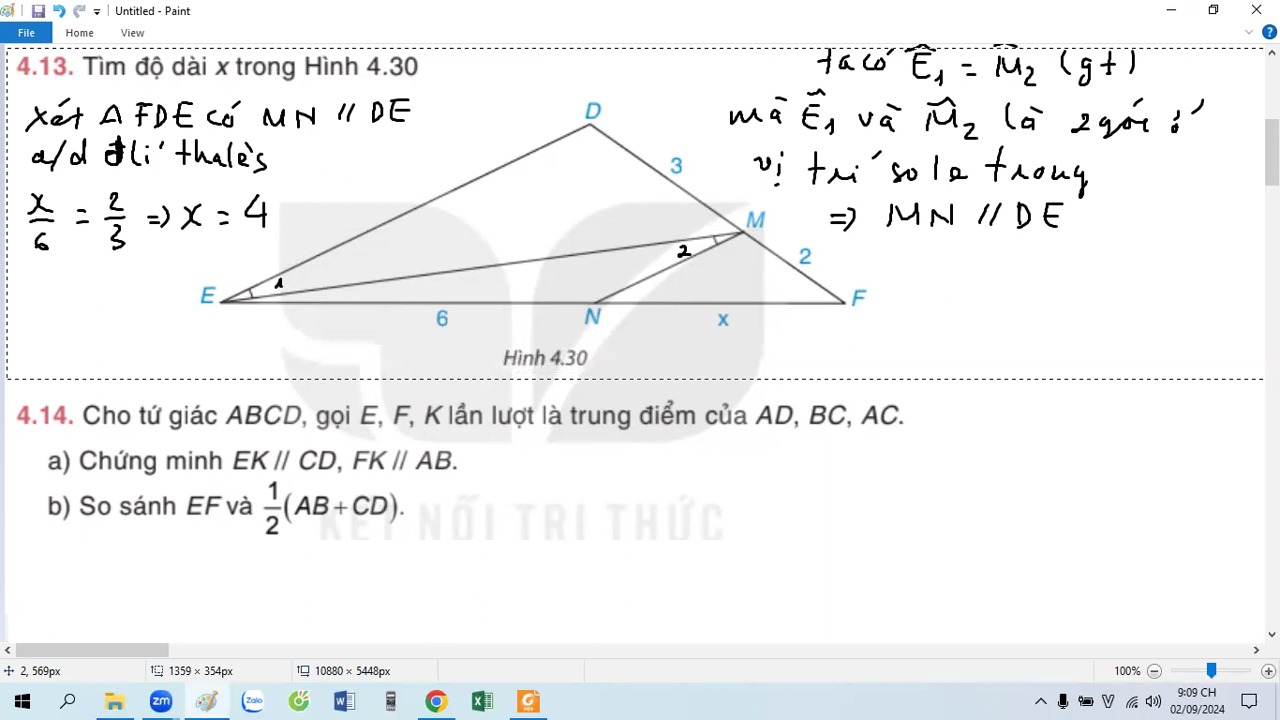 Untitled - Paint
File Home View
4.13. Tìm độ dài x trong Hình 4.30
xét Δ FDE có MN // DE
a/d đlí thalès
x/6 = 2/3 => x = 4
ta có Ê1 = M̂2 (gt)
mà Ê1 và M̂2 là 2 góc ở
vị trí so le trong
=> MN // DE
D
3
M
2
2
1
E
F
6
N
x
Hình 4.30
4.14. Cho tứ giác ABCD, gọi E, F, K lần lượt là trung điểm của AD, BC, AC.
a) Chứng minh EK // CD, FK // AB.
b) So sánh EF và 1/2 (AB + CD).
KẾT NỐI TRI THỨC
2, 569px 1359 × 354px 10880 × 5448px 100%
zm Zalo
9:09 CH
02/09/2024